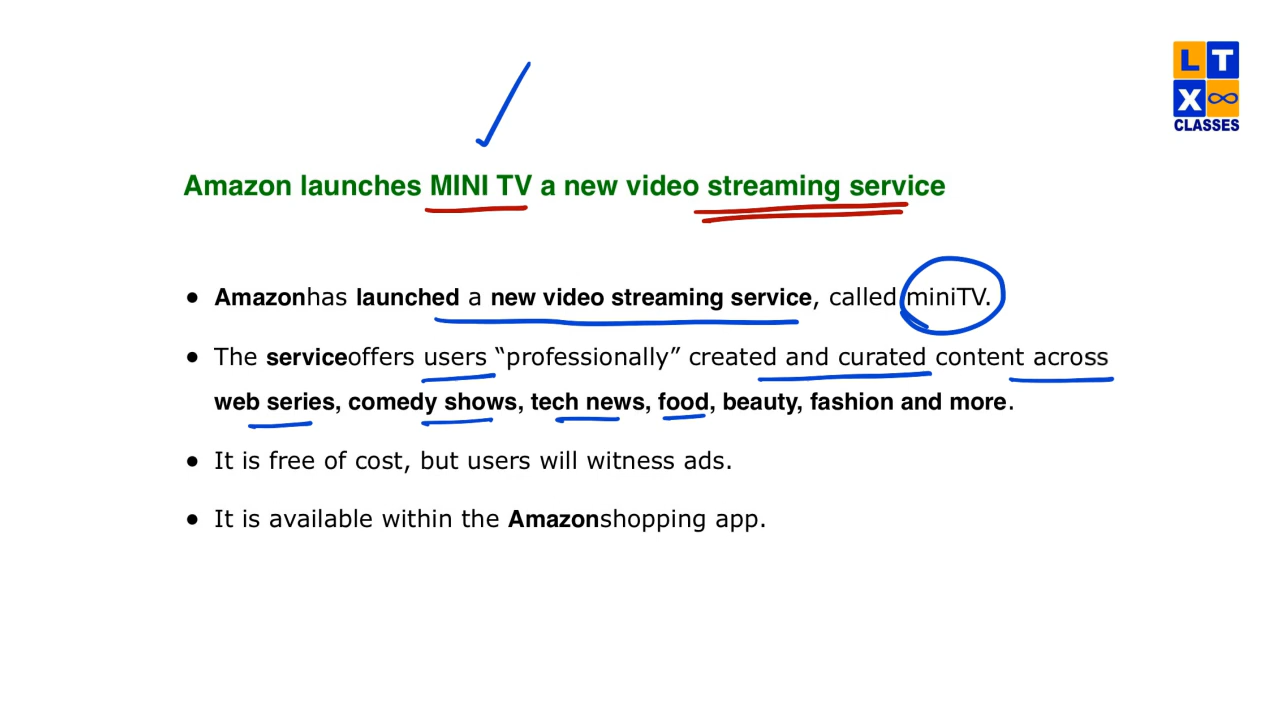 L T
X ∞
CLASSES
Amazon launches MINI TV a new video streaming service
● Amazonhas launched a new video streaming service, called miniTV.
● The serviceoffers users “professionally” created and curated content across
web series, comedy shows, tech news, food, beauty, fashion and more.
● It is free of cost, but users will witness ads.
● It is available within the Amazonshopping app.